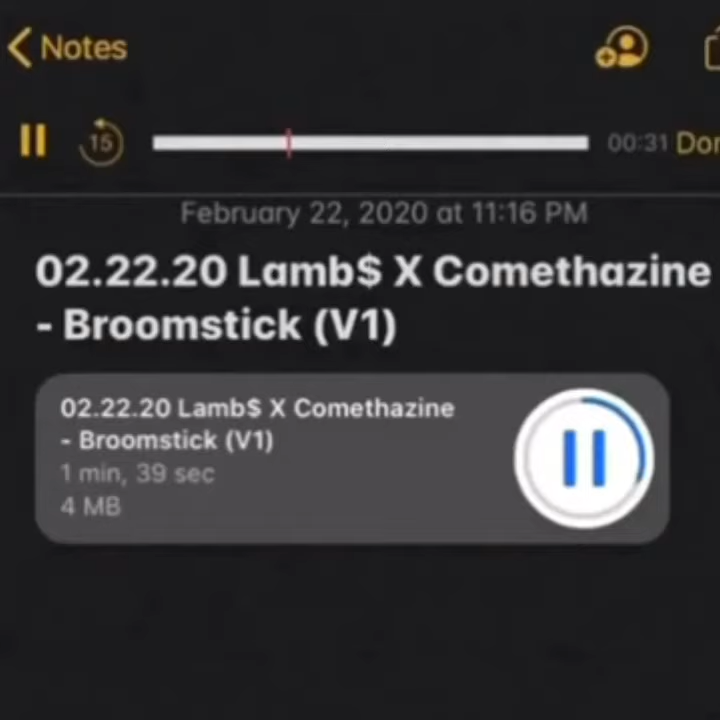 Notes
15
00:31 Don
February 22, 2020 at 11:16 PM
02.22.20 Lamb$ X Comethazine
- Broomstick (V1)
02.22.20 Lamb$ X Comethazine
- Broomstick (V1)
1 min, 39 sec
4 MB